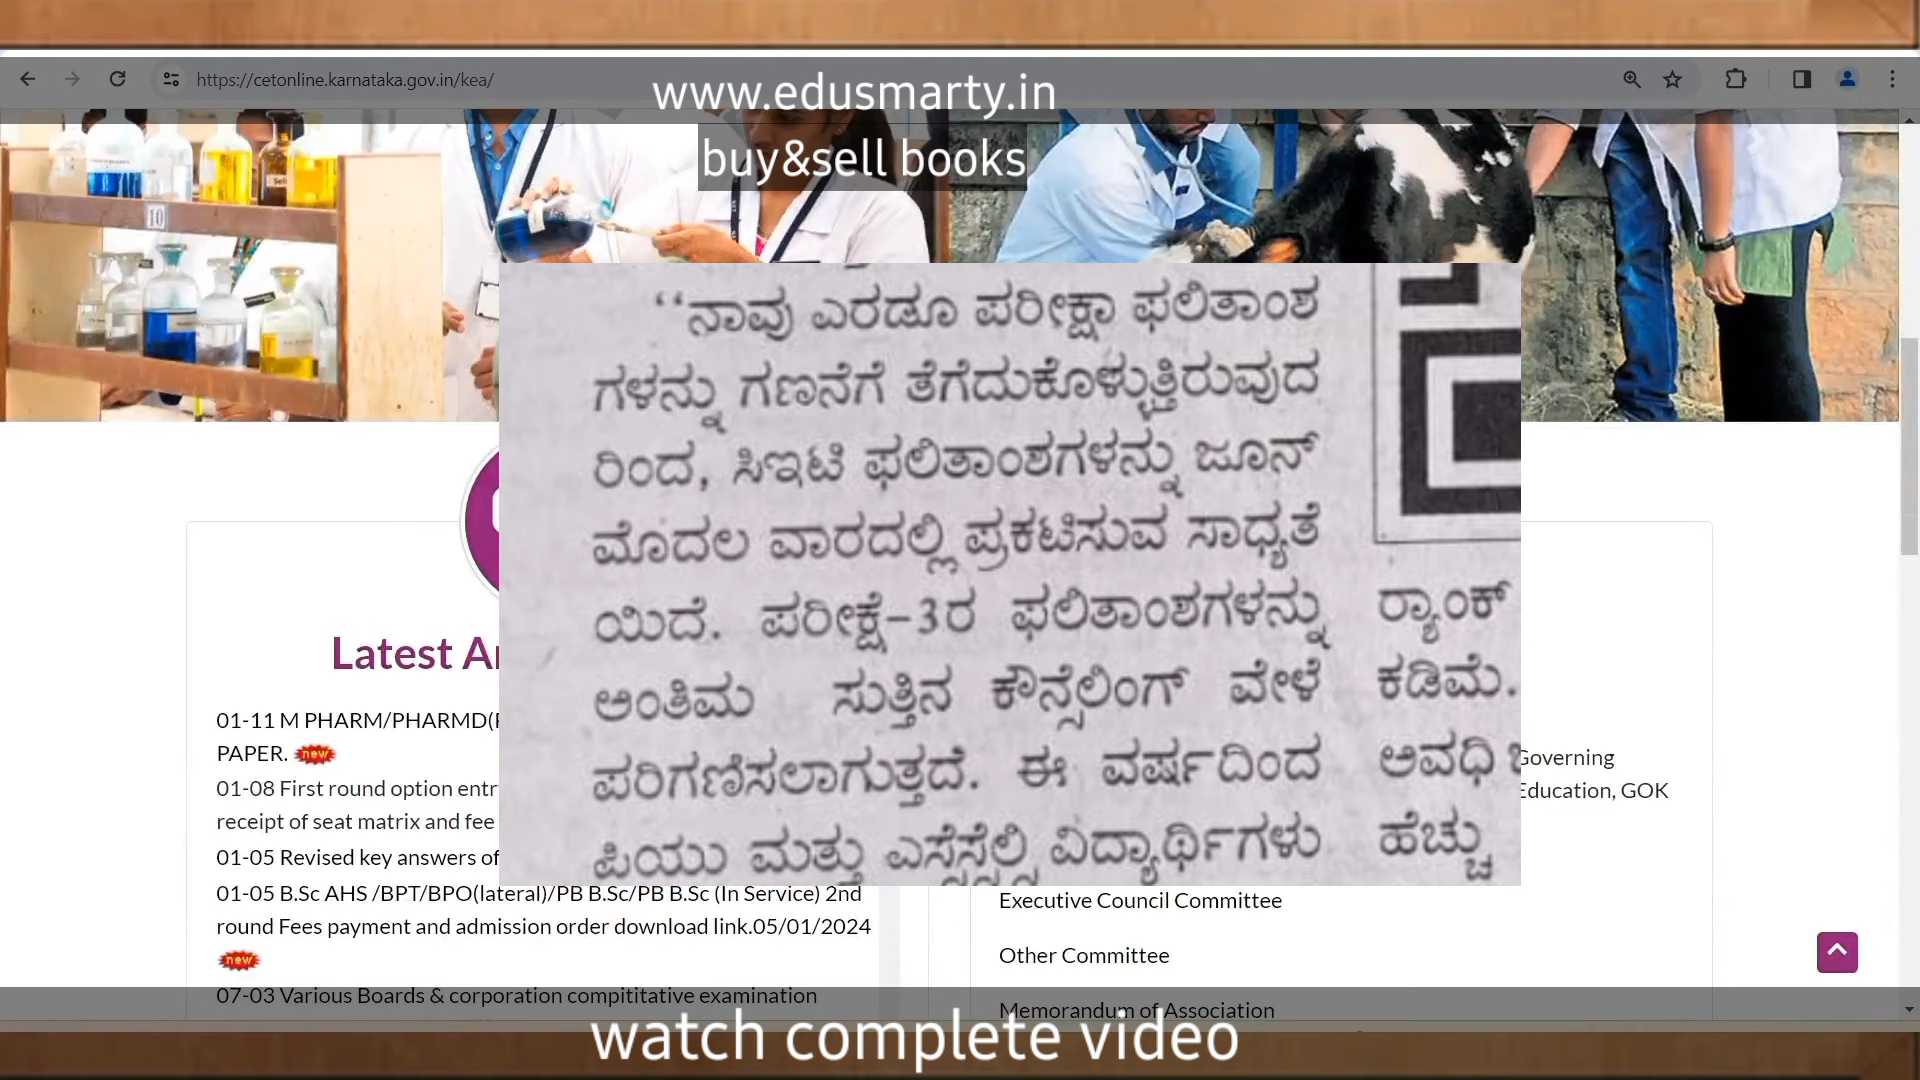 https://cetonline.karnataka.gov.in/kea/
www.edusmarty.in
buy&sell books
10
“ನಾವು ಎರಡೂ ಪರೀಕ್ಷಾ ಫಲಿತಾಂಶ
ಗಳನ್ನು ಗಣನೆಗೆ ತೆಗೆದುಕೊಳ್ಳುತ್ತಿರುವುದ
ರಿಂದ, ಸಿಇಟಿ ಫಲಿತಾಂಶಗಳನ್ನು ಜೂನ್
ಮೊದಲ ವಾರದಲ್ಲಿ ಪ್ರಕಟಿಸುವ ಸಾಧ್ಯತೆ
ಯಿದೆ. ಪರೀಕ್ಷೆ-3ರ ಫಲಿತಾಂಶಗಳನ್ನು
ಅಂತಿಮ ಸುತ್ತಿನ ಕೌನ್ಸೆಲಿಂಗ್ ವೇಳೆ
ಪರಿಗಣಿಸಲಾಗುತ್ತದೆ. ಈ ವರ್ಷದಿಂದ
ಪಿಯು ಮತ್ತು ಎಸ್ಸೆಸ್ಸೆಲ್ಸಿ ವಿದ್ಯಾರ್ಥಿಗಳು
ರ‍್ಯಾಂಕ್
ಕಡಿಮೆ.
ಅವಧಿ
ಹೆಚ್ಚು
Latest
01-11 M PHARM/PHARMD(
PAPER. new
01-08 First round option
receipt of seat matrix and fee
01-05 Revised key answers of
01-05 B.Sc AHS /BPT/BPO(lateral)/PB B.Sc/PB B.Sc (In Service) 2nd
round Fees payment and admission order download link.05/01/2024
new
07-03 Various Boards & corporation compititative examination
Governing
Education, GOK
Executive Council Committee
Other Committee
Memorandum of Association
watch complete video